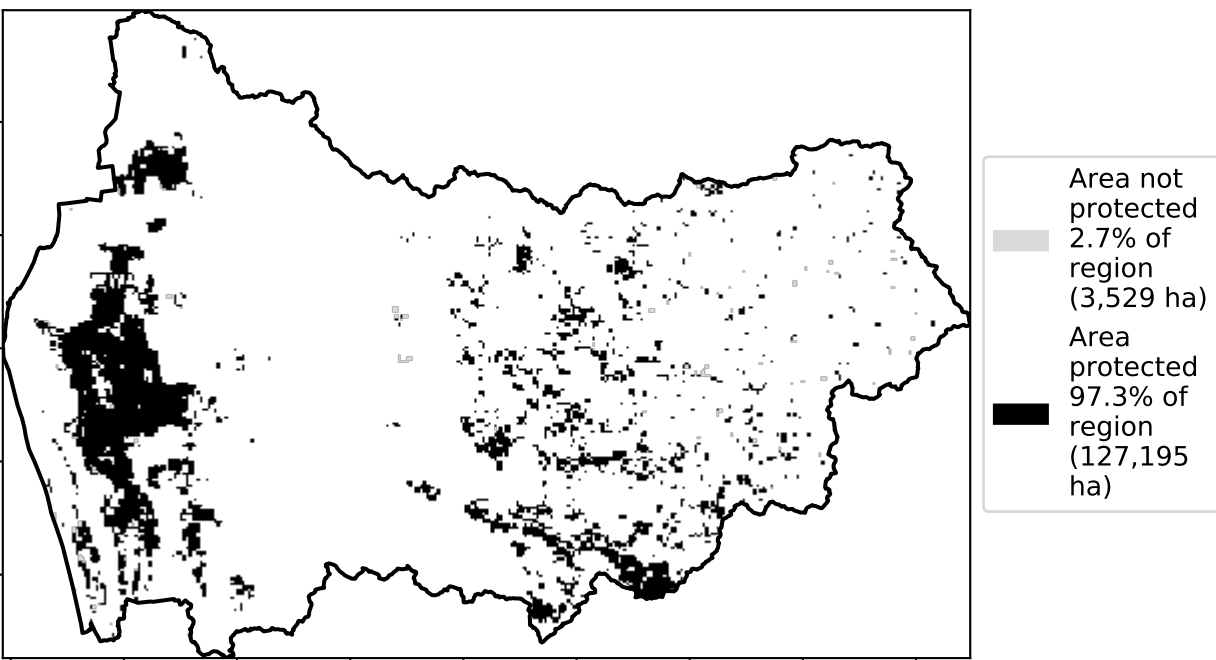 Area not
protected
2.7% of
region
(3,529 ha)
Area
protected
97.3% of
region
(127,195
ha)